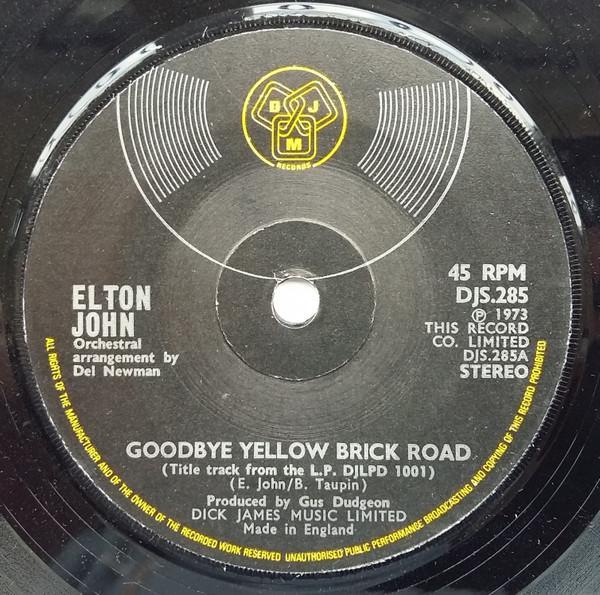 D J
M
RECORDS
ELTON
JOHN
Orchestral
arrangement by
Del Newman
45 RPM
DJS.285
Ⓟ 1973
THIS RECORD
CO. LIMITED
DJS.285A
STEREO
GOODBYE YELLOW BRICK ROAD
(Title track from the L.P. DJLPD 1001)
(E. John/B. Taupin)
Produced by Gus Dudgeon
DICK JAMES MUSIC LIMITED
Made in England
ALL RIGHTS OF THE MANUFACTURER AND OF THE OWNER OF THE RECORDED WORK RESERVED UNAUTHORISED PUBLIC PERFORMANCE BROADCASTING AND COPYING OF THIS RECORD PROHIBITED